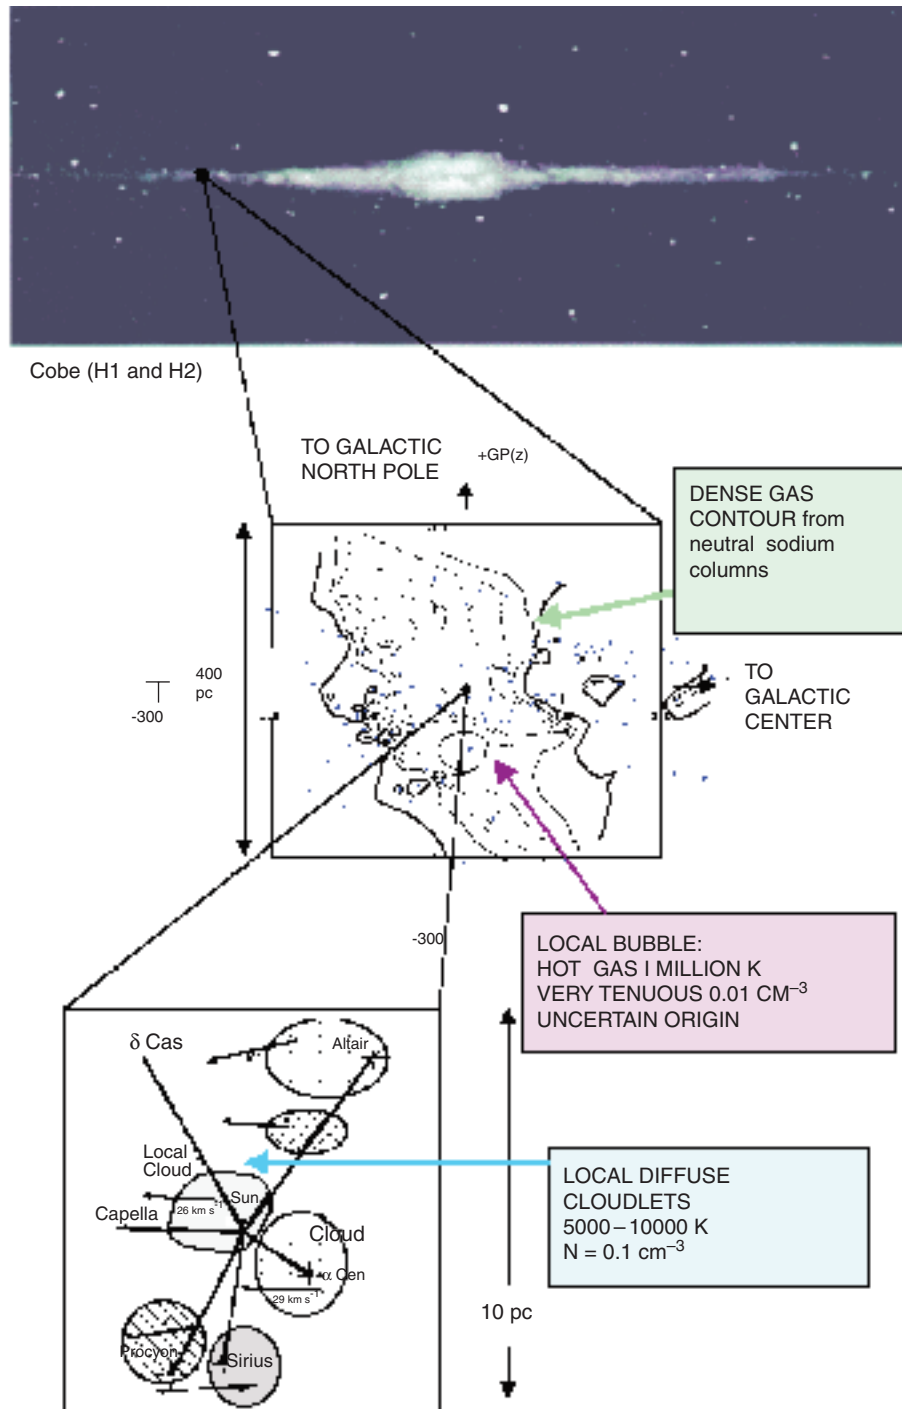 Cobe (H1 and H2)
TO GALACTIC
NORTH POLE
+GP(z)
DENSE GAS
CONTOUR from
neutral sodium
columns
400
pc
-300
TO
GALACTIC
CENTER
-300
LOCAL BUBBLE:
HOT GAS I MILLION K
VERY TENUOUS 0.01 CM⁻³
UNCERTAIN ORIGIN
δ Cas
Altair
Local
Cloud
Sun
26 km s⁻¹
Capella
Cloud
α Cen
29 km s⁻¹
Procyon
Sirius
LOCAL DIFFUSE
CLOUDLETS
5000–10000 K
N = 0.1 cm⁻³
10 pc